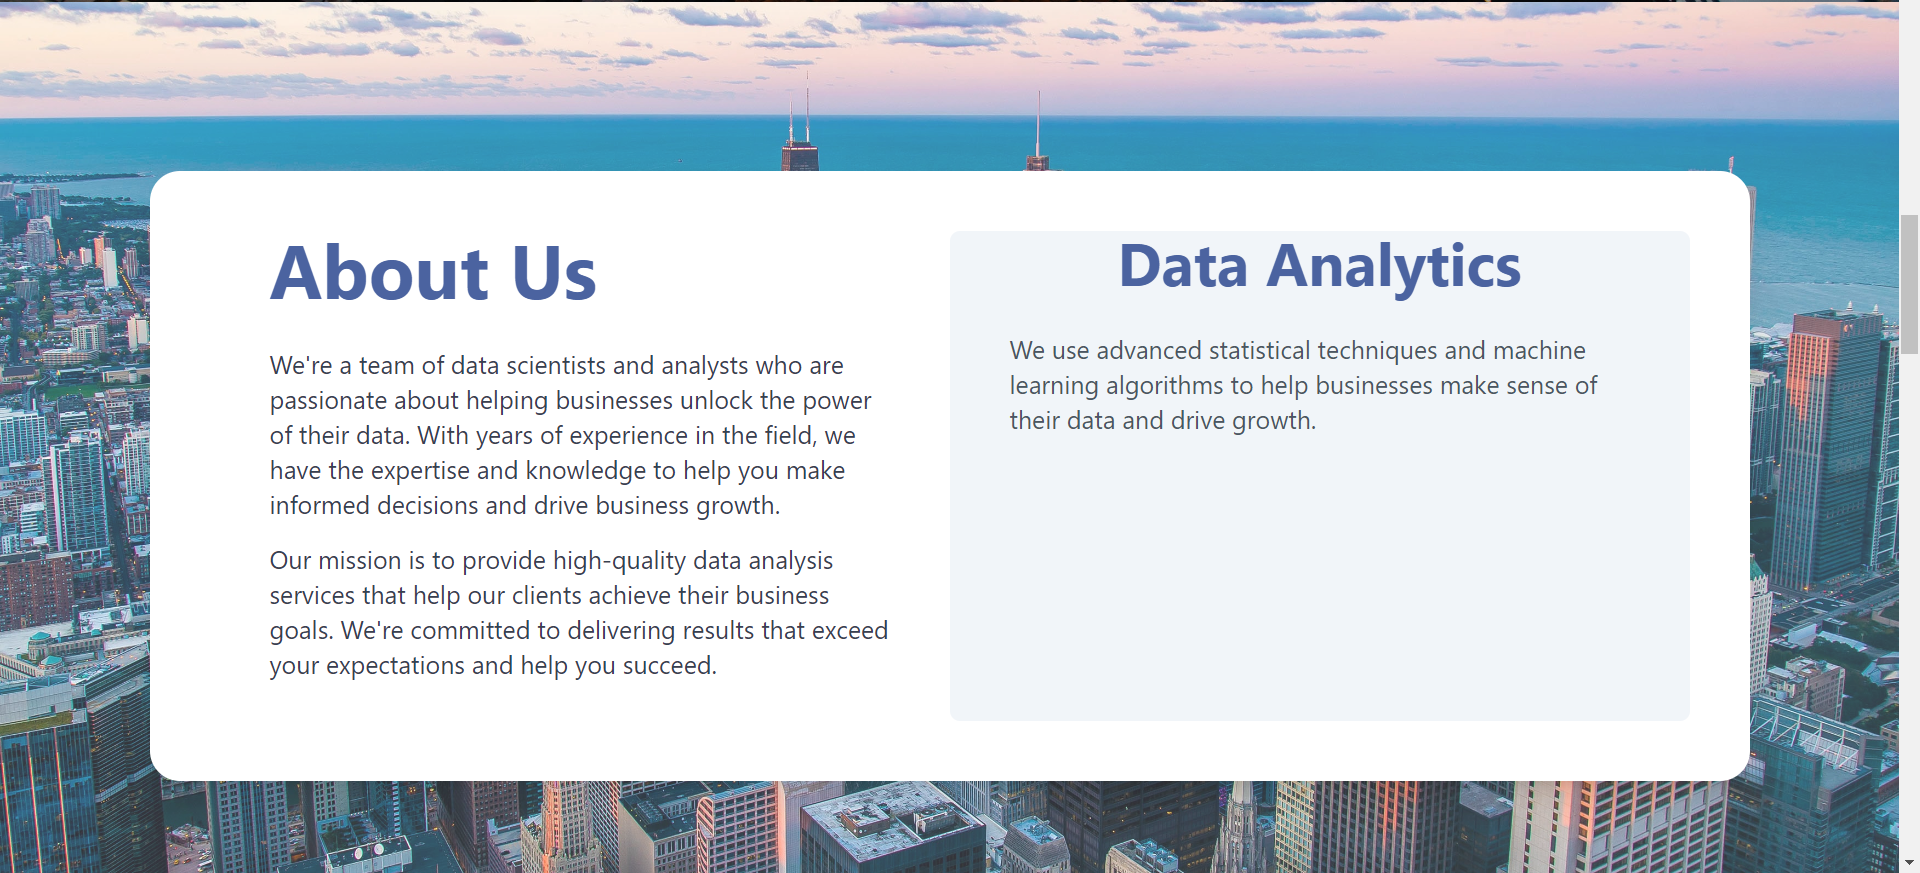 About Us
We're a team of data scientists and analysts who are
passionate about helping businesses unlock the power
of their data. With years of experience in the field, we
have the expertise and knowledge to help you make
informed decisions and drive business growth.
Our mission is to provide high-quality data analysis
services that help our clients achieve their business
goals. We're committed to delivering results that exceed
your expectations and help you succeed.
Data Analytics
We use advanced statistical techniques and machine
learning algorithms to help businesses make sense of
their data and drive growth.